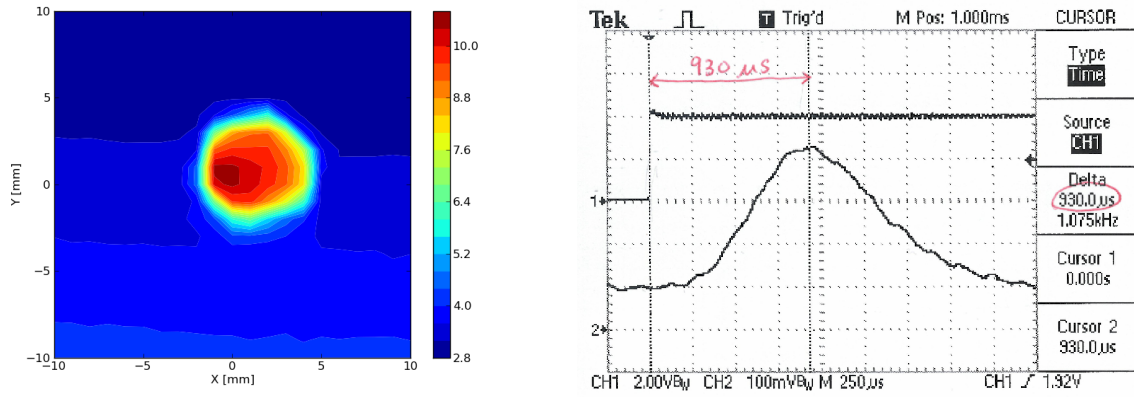 10
5
0
−5
−10
Y [mm]
−10 −5 0 5 10
X [mm]
10.0
8.8
7.6
6.4
5.2
4.0
2.8
Tek T Trig'd M Pos: 1.000ms CURSOR
930 µs
Type
Time
Source
CH1
Delta
930.0µs
1.075kHz
Cursor 1
0.000s
Cursor 2
930.0µs
1
2
CH1 2.00VBw CH2 100mVBw M 250µs CH1 1.92V